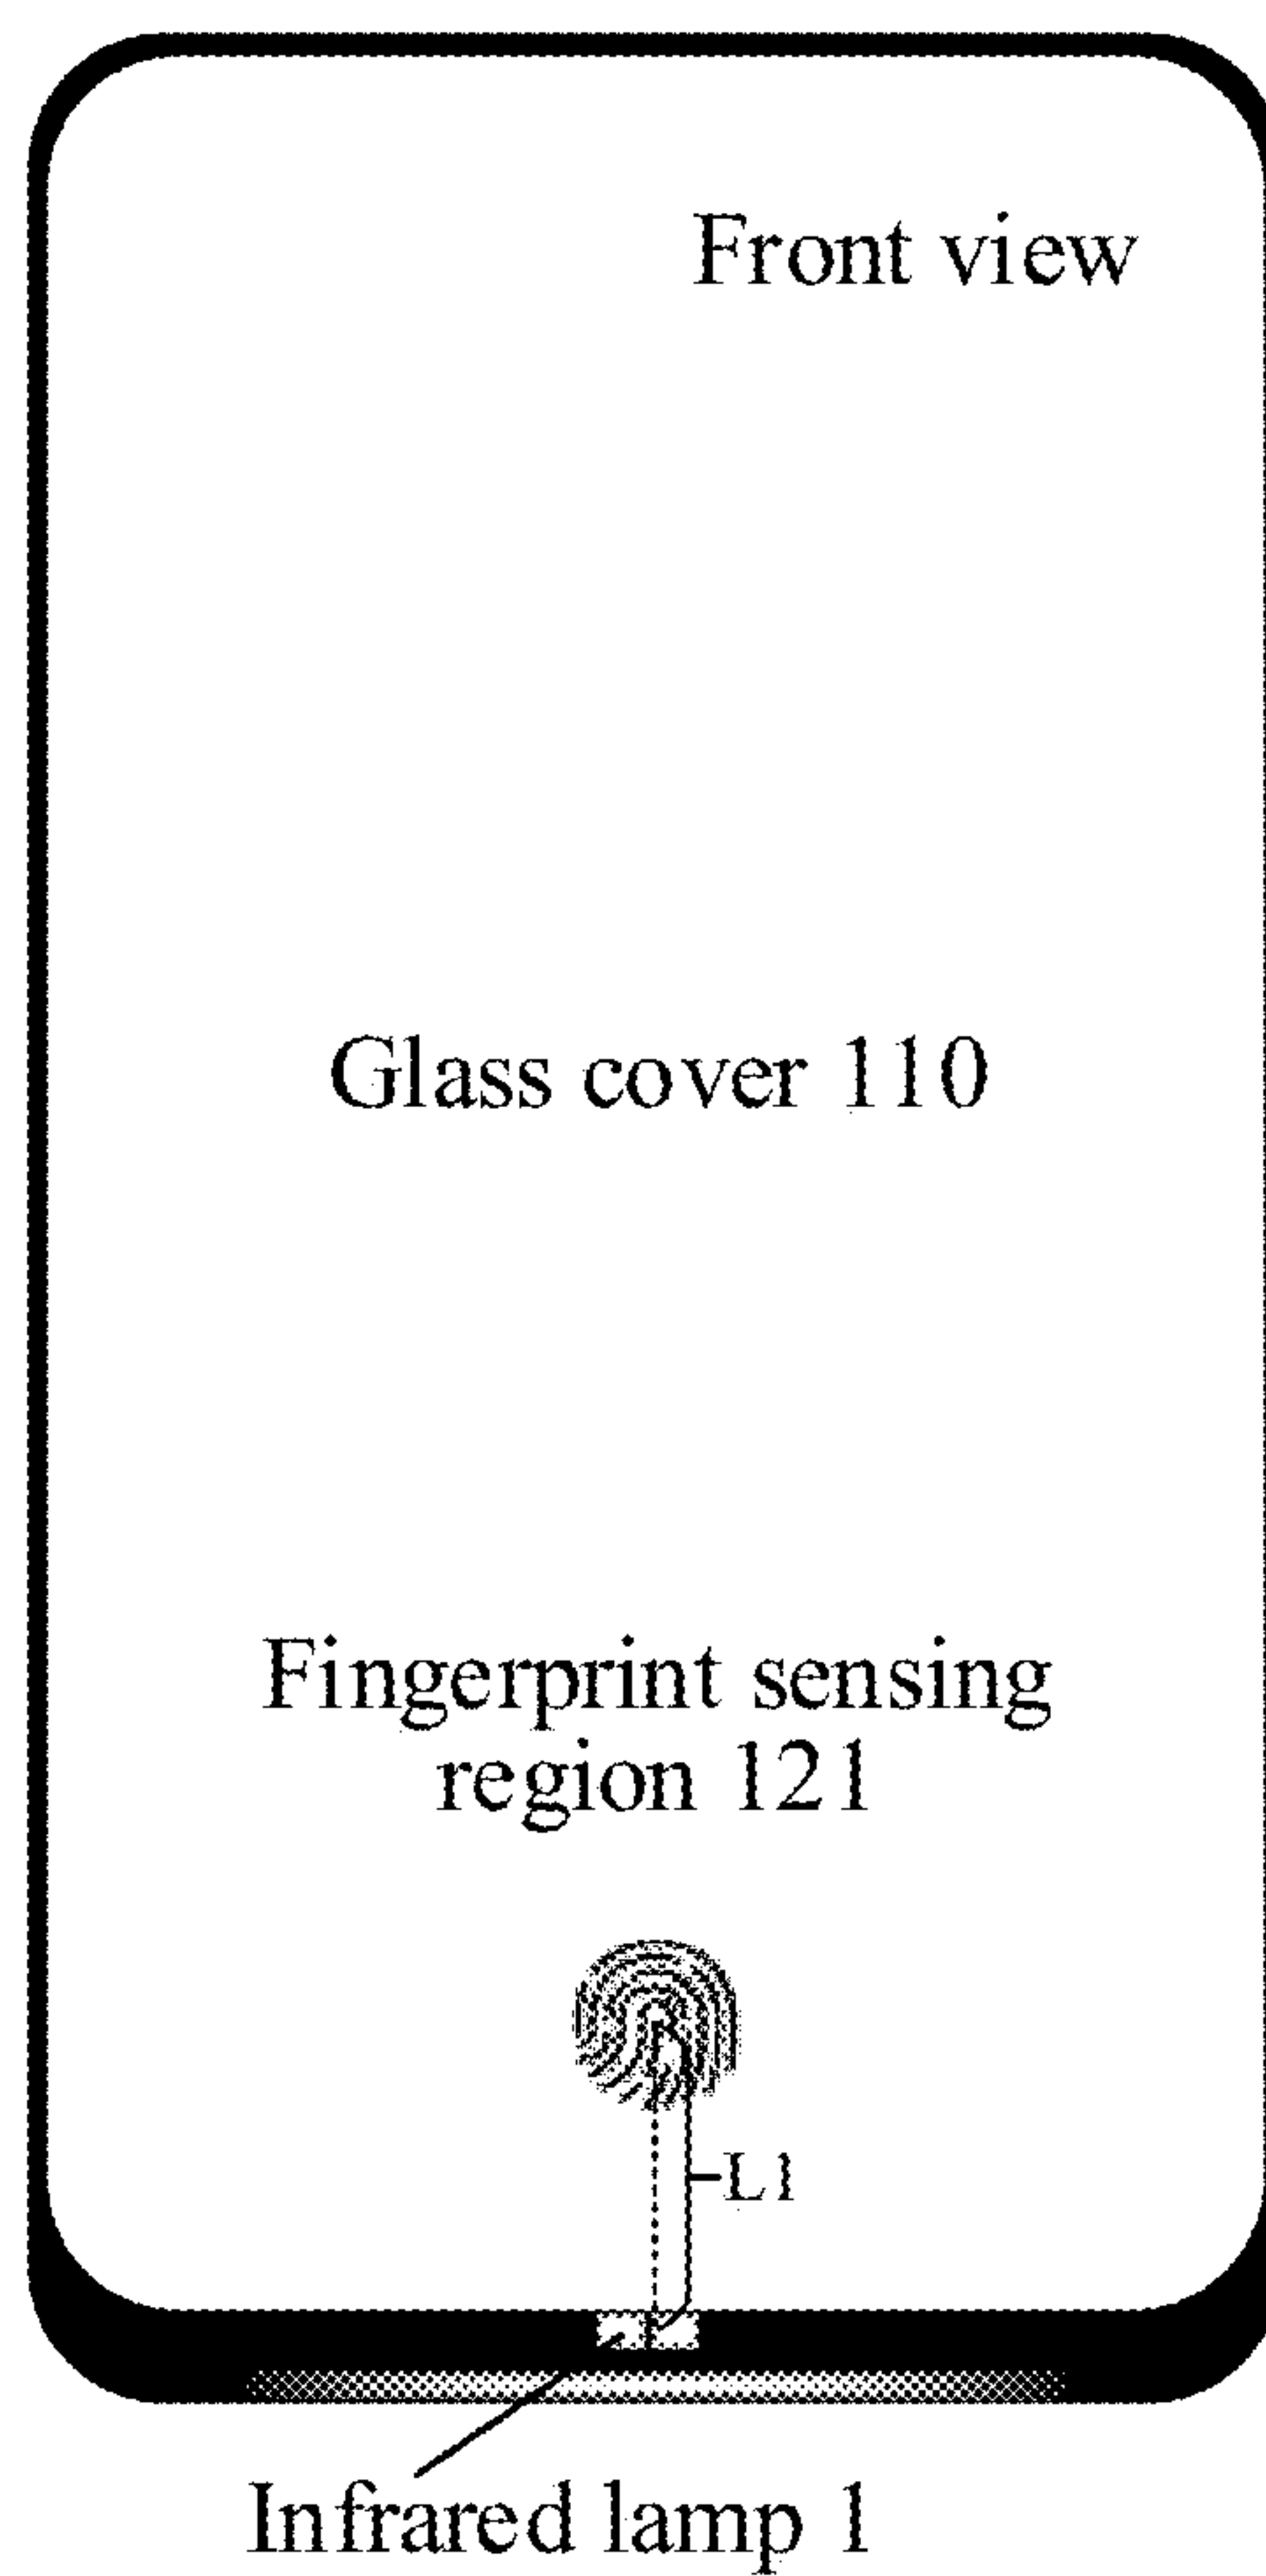 Front view
Glass cover 110
Fingerprint sensing
region 121
L1
Infrared lamp 1